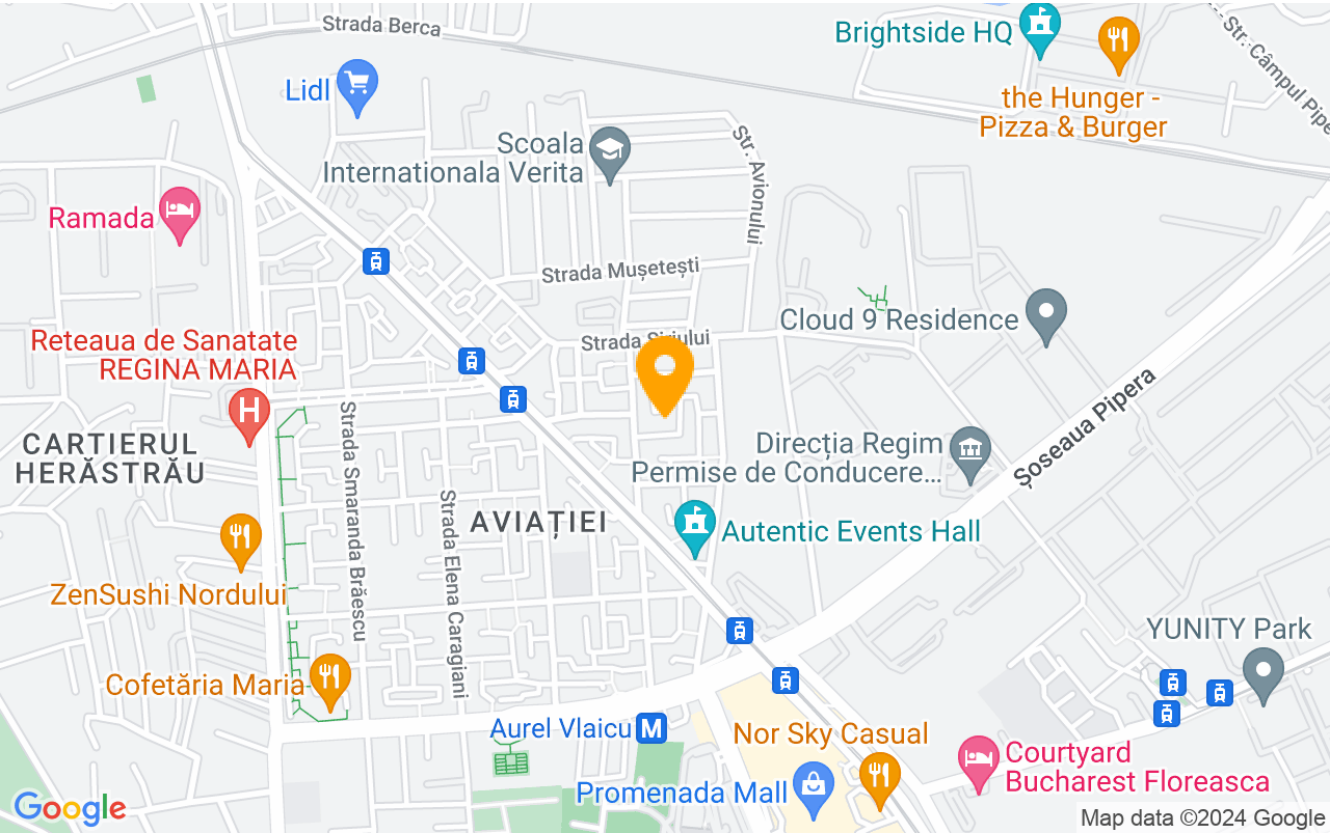 Strada Berca
Brightside HQ
Str. Câmpul Pipe
Lidl
the Hunger -
Pizza & Burger
Scoala
Internationala Verita
Str. Avionului
Ramada
Strada Mușetești
Cloud 9 Residence
Strada Siriului
Reteaua de Sanatate
REGINA MARIA
H
Șoseaua Pipera
CARTIERUL
HERĂSTRĂU
Strada Smaranda Brăescu
Direcția Regim
Permise de Conducere...
Strada Elena Caragiani
AVIAȚIEI
Autentic Events Hall
ZenSushi Nordului
YUNITY Park
Cofetăria Maria
Aurel Vlaicu M
Nor Sky Casual
Courtyard
Bucharest Floreasca
Promenada Mall
Google
Map data ©2024 Google